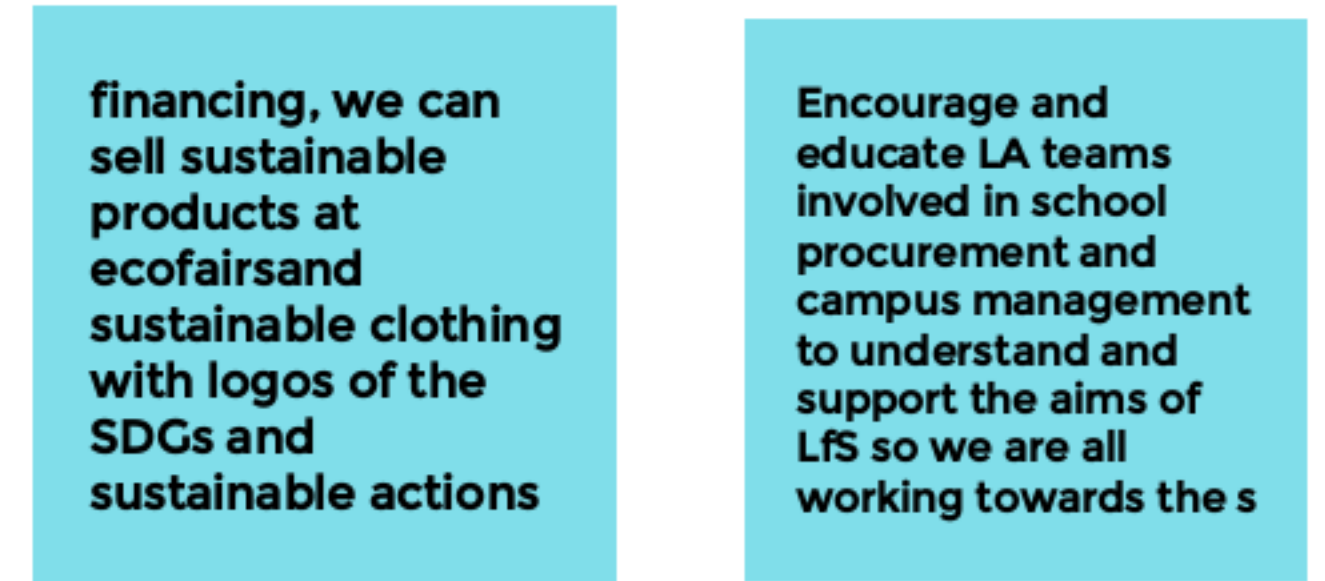 financing, we can
sell sustainable
products at
ecofairsand
sustainable clothing
with logos of the
SDGs and
sustainable actions
Encourage and
educate LA teams
involved in school
procurement and
campus management
to understand and
support the aims of
LfS so we are all
working towards the s